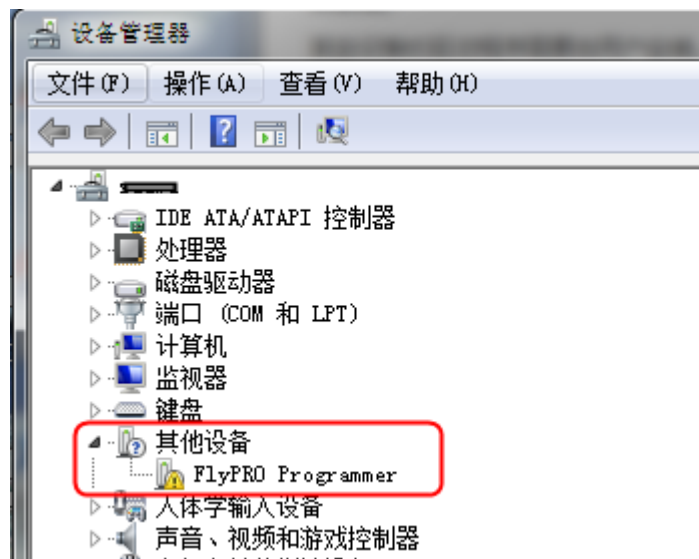 设备管理器
文件(F) 操作(A) 查看(V) 帮助(H)
IDE ATA/ATAPI 控制器
处理器
磁盘驱动器
端口 (COM 和 LPT)
计算机
监视器
键盘
其他设备
FlyPRO Programmer
人体学输入设备
声音、视频和游戏控制器